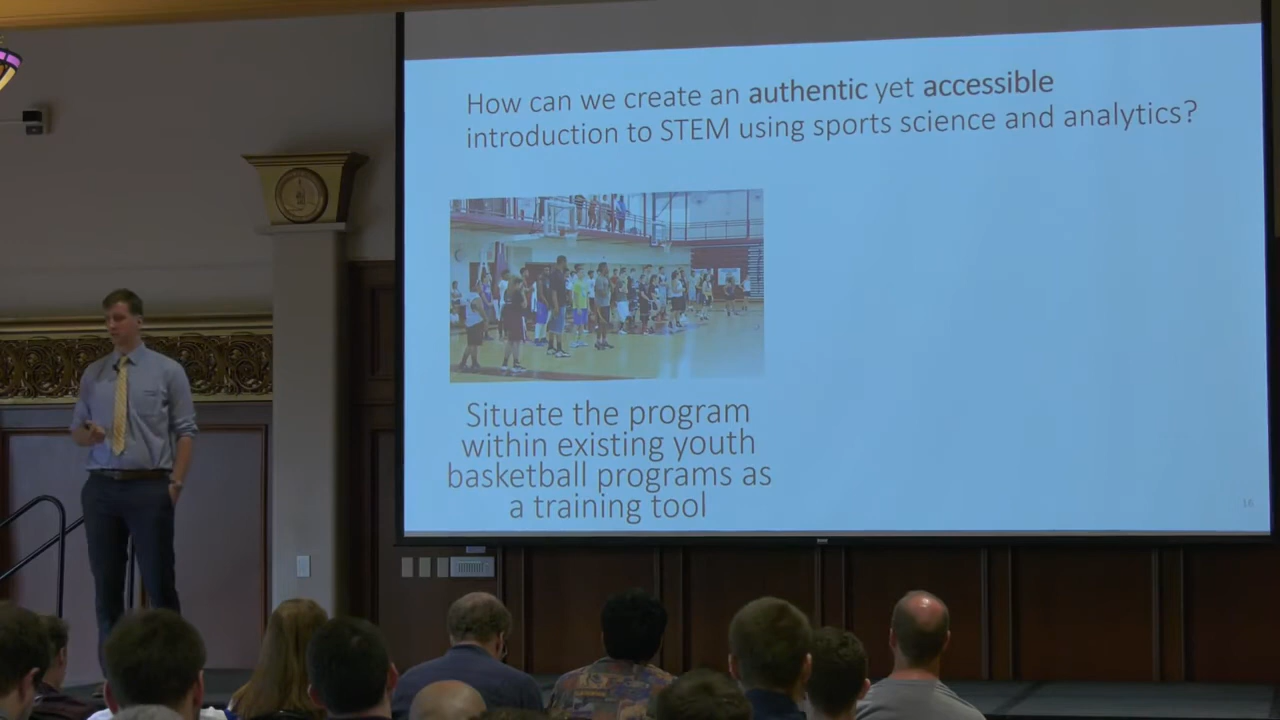 How can we create an authentic yet accessible
introduction to STEM using sports science and analytics?
Situate the program
within existing youth
basketball programs as
a training tool
16